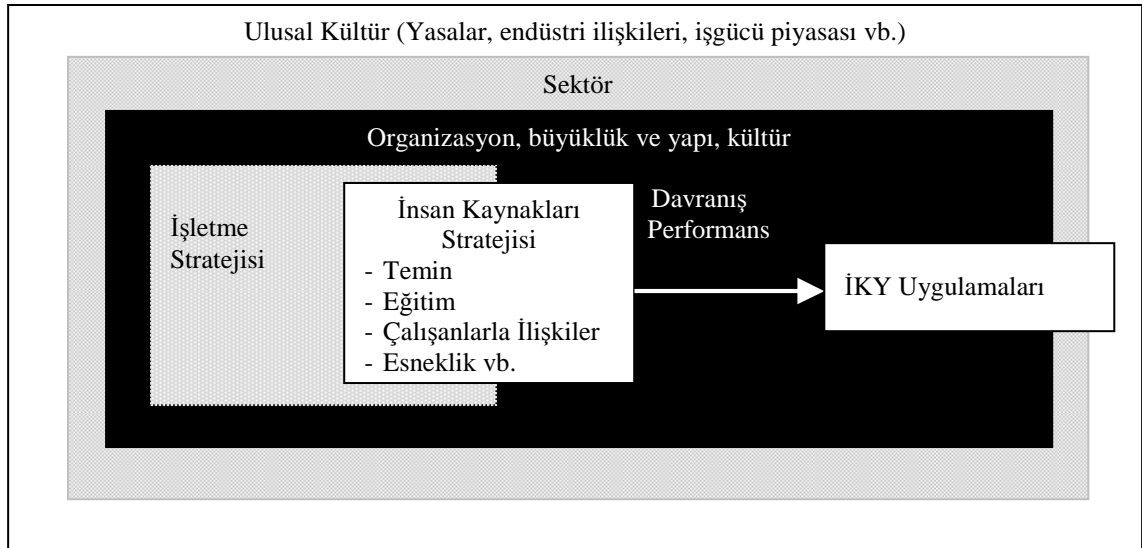 Ulusal Kültür (Yasalar, endüstri ilişkileri, işgücü piyasası vb.)
Sektör
Organizasyon, büyüklük ve yapı, kültür
İşletme
Stratejisi
İnsan Kaynakları
Stratejisi
- Temin
- Eğitim
- Çalışanlarla İlişkiler
- Esneklik vb.
Davranış
Performans
İKY Uygulamaları